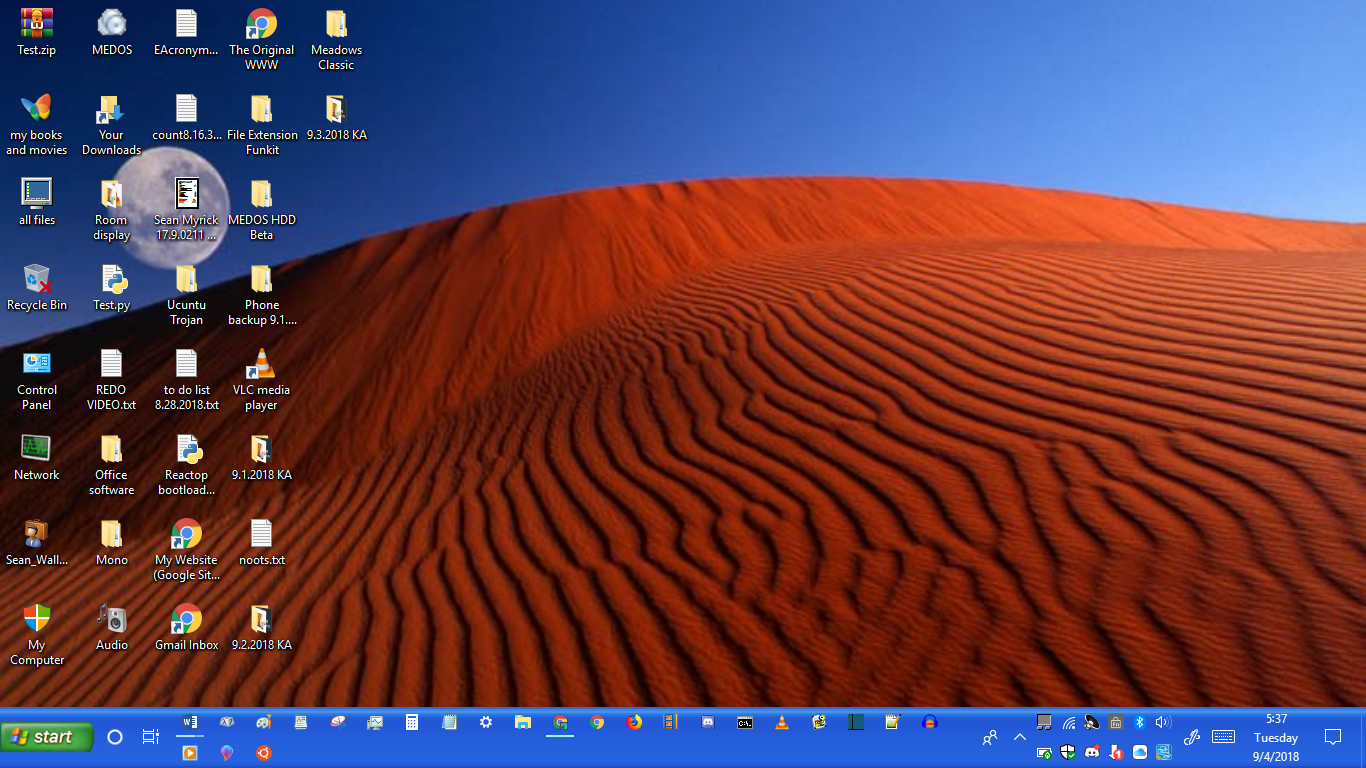 Test.zip
MEDOS
EAcronym...
The Original
WWW
Meadows
Classic
my books
and movies
Your
Downloads
count8.16.3...
File Extension
Funkit
9.3.2018 KA
all files
Room
display
Sean Myrick
17.9.0211 ...
MEDOS HDD
Beta
Recycle Bin
Test.py
Ucuntu
Trojan
Phone
backup 9.1....
Control
Panel
REDO
VIDEO.txt
to do list
8.28.2018.txt
VLC media
player
Network
Office
software
Reactop
bootload...
9.1.2018 KA
Sean_Wall...
Mono
My Website
(Google Sit...
noots.txt
My
Computer
Audio
Gmail Inbox
9.2.2018 KA
start
5:37
Tuesday
9/4/2018